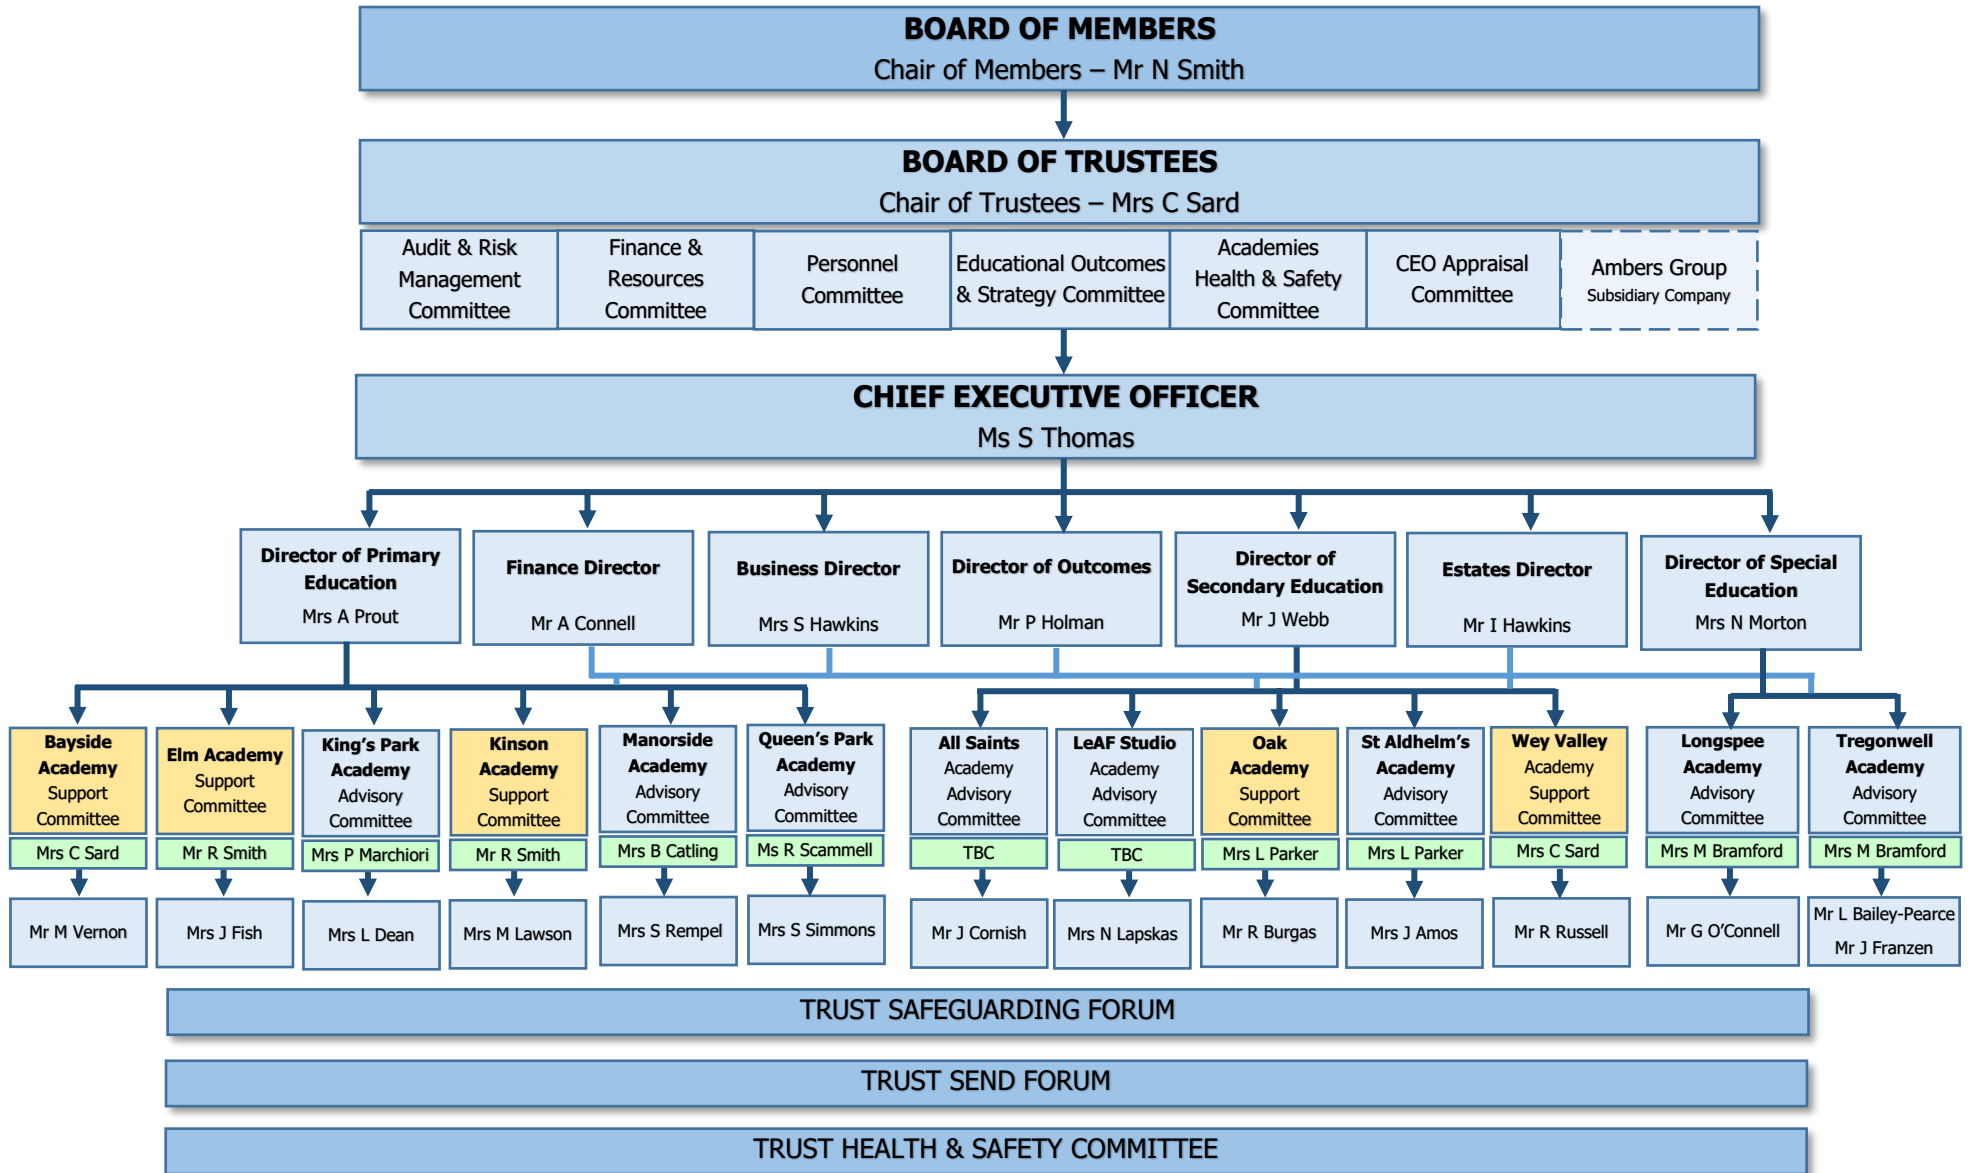 BOARD OF MEMBERS
Chair of Members – Mr N Smith
BOARD OF TRUSTEES
Chair of Trustees – Mrs C Sard
Audit & Risk
Management
Committee
Finance &
Resources
Committee
Personnel
Committee
Educational Outcomes
& Strategy Committee
Academies
Health & Safety
Committee
CEO Appraisal
Committee
Ambers Group
Subsidiary Company
CHIEF EXECUTIVE OFFICER
Ms S Thomas
Director of Primary
Education
Mrs A Prout
Finance Director
Mr A Connell
Business Director
Mrs S Hawkins
Director of Outcomes
Mr P Holman
Director of
Secondary Education
Mr J Webb
Estates Director
Mr I Hawkins
Director of Special
Education
Mrs N Morton
Bayside
Academy
Support
Committee
Mrs C Sard
Mr M Vernon
Elm Academy
Support
Committee
Mr R Smith
Mrs J Fish
King's Park
Academy
Advisory
Committee
Mrs P Marchiori
Mrs L Dean
Kinson
Academy
Support
Committee
Mr R Smith
Mrs M Lawson
Manorside
Academy
Advisory
Committee
Mrs B Catling
Mrs S Rempel
Queen's Park
Academy
Advisory
Committee
Ms R Scammell
Mrs S Simmons
All Saints
Academy
Advisory
Committee
TBC
Mr J Cornish
LeAF Studio
Academy
Advisory
Committee
TBC
Mrs N Lapskas
Oak
Academy
Support
Committee
Mrs L Parker
Mr R Burgas
St Aldhelm's
Academy
Advisory
Committee
Mrs L Parker
Mrs J Amos
Wey Valley
Academy
Support
Committee
Mrs C Sard
Mr R Russell
Longspee
Academy
Advisory
Committee
Mrs M Bramford
Mr G O'Connell
Tregonwell
Academy
Advisory
Committee
Mrs M Bramford
Mr L Bailey-Pearce
Mr J Franzen
TRUST SAFEGUARDING FORUM
TRUST SEND FORUM
TRUST HEALTH & SAFETY COMMITTEE